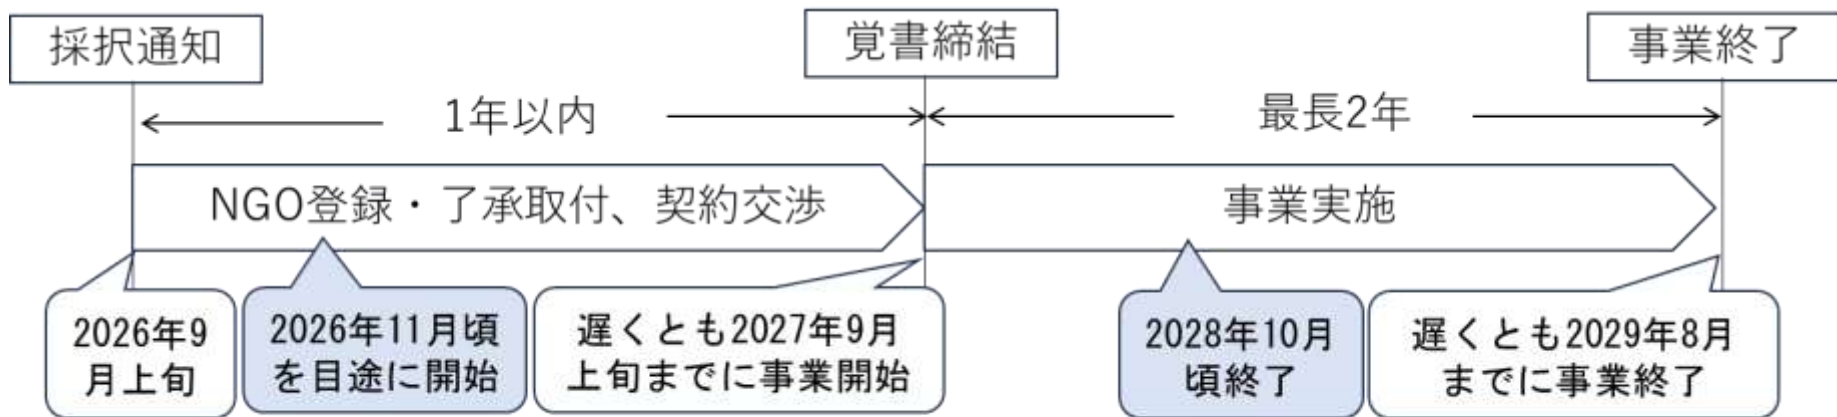 採択通知
覚書締結
事業終了
1年以内
最長2年
NGO登録・了承取付、契約交渉
事業実施
2026年9
月上旬
2026年11月頃
を目途に開始
遅くとも2027年9月
上旬までに事業開始
2028年10月
頃終了
遅くとも2029年8月
までに事業終了